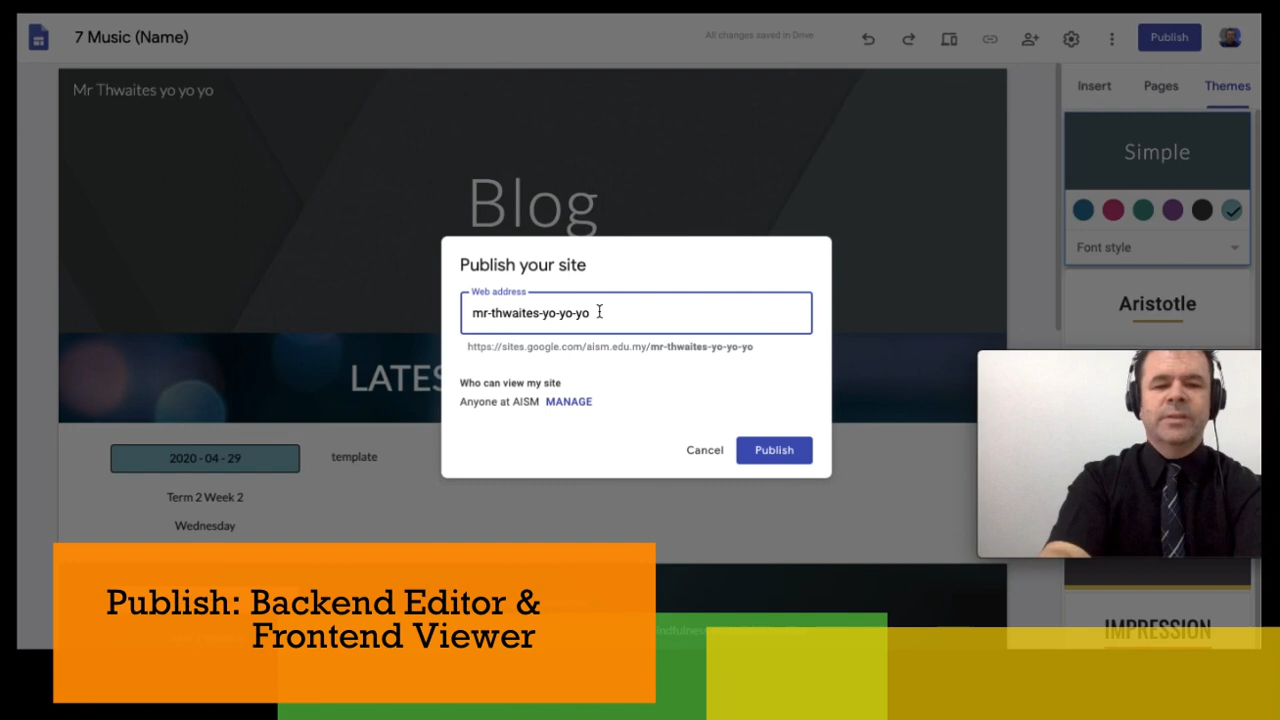 7 Music (Name)
All changes saved in Drive
Publish
Mr Thwaites yo yo yo
Insert
Pages
Themes
Simple
Blog
Font style
Publish your site
Web address
mr-thwaites-yo-yo-yo
https://sites.google.com/aism.edu.my/mr-thwaites-yo-yo-yo
Aristotle
LATES
Who can view my site
Anyone at AISM MANAGE
Cancel
Publish
2020 - 04 - 29
template
Term 2 Week 2
Wednesday
Publish: Backend Editor &
Frontend Viewer
IMPRESSION